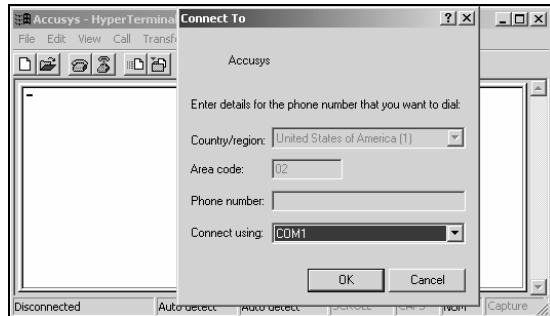 Accusys - HyperTerminal
Connect To
File Edit View Call Transf
Accusys
Enter details for the phone number that you want to dial:
Country/region: United States of America (1)
Area code: 02
Phone number:
Connect using: COM1
OK Cancel
Disconnected Auto detect Auto detect SCROLL CAPS NUM Capture